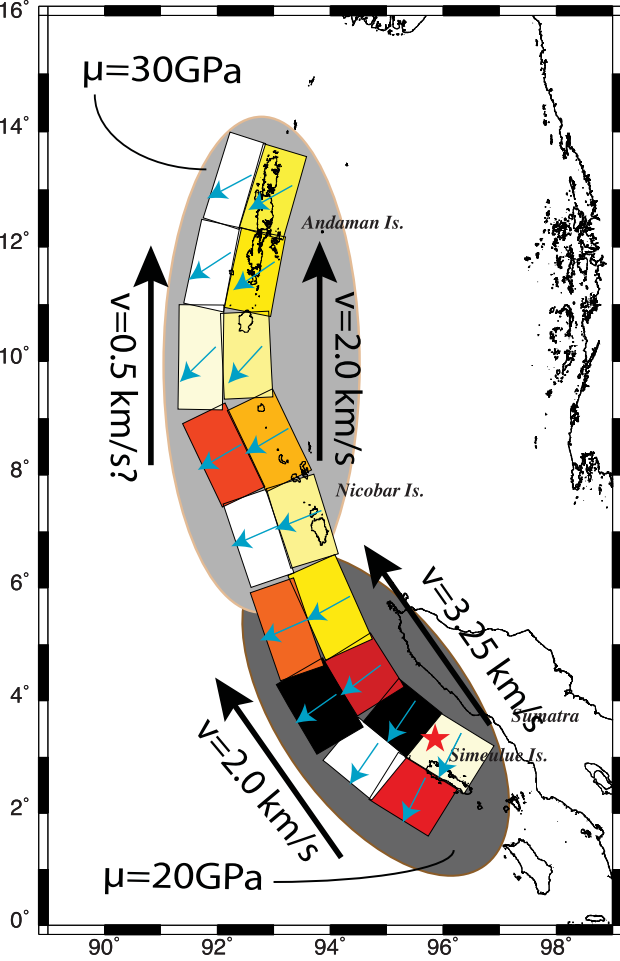 16°
μ=30GPa
14°
Andaman Is.
12°
v=0.5 km/s?
v=2.0 km/s
10°
8°
Nicobar Is.
6°
v=3.25 km/s
4°
Sumatra
v=2.0 km/s
Simeulue Is.
2°
μ=20GPa
0°
90° 92° 94° 96° 98°